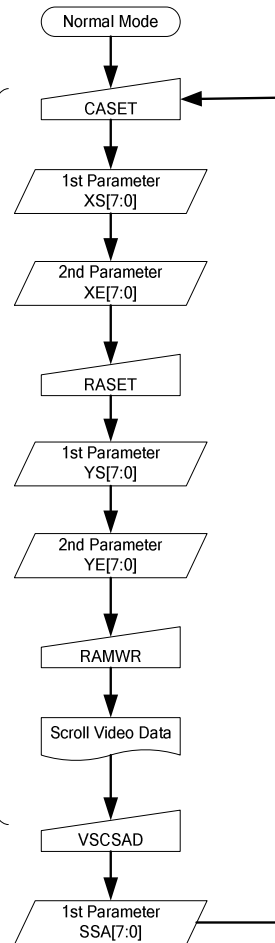 Normal Mode
CASET
1st Parameter
XS[7:0]
2nd Parameter
XE[7:0]
RASET
1st Parameter
YS[7:0]
2nd Parameter
YE[7:0]
RAMWR
Scroll Video Data
VSCSAD
1st Parameter
SSA[7:0]